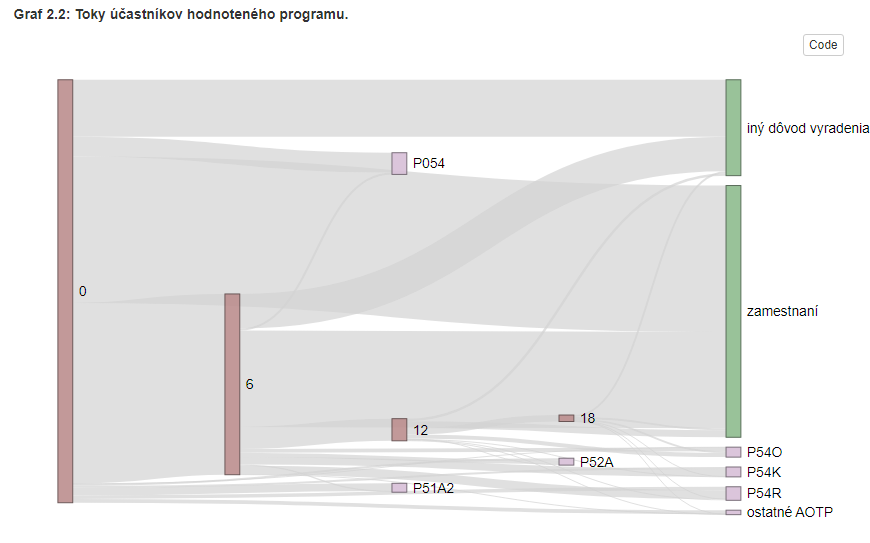 Graf 2.2: Toky účastníkov hodnoteného programu.
Code
iný dôvod vyradenia
P054
0
zamestnaní
6
18
12
P54O
P52A
P54K
P51A2
P54R
ostatné AOTP